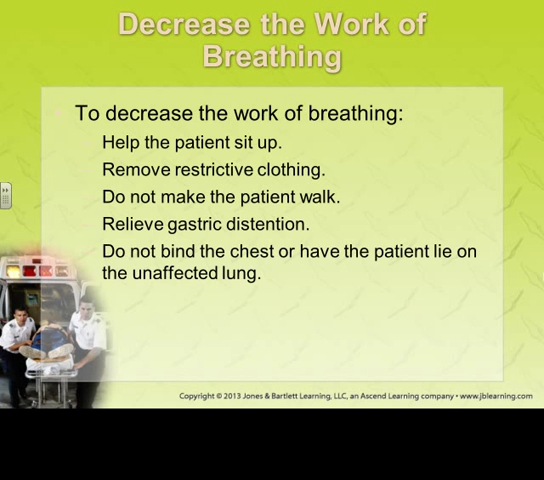 Decrease the Work of
Breathing
To decrease the work of breathing:
Help the patient sit up.
Remove restrictive clothing.
Do not make the patient walk.
Relieve gastric distention.
Do not bind the chest or have the patient lie on
the unaffected lung.
Copyright © 2013 Jones & Bartlett Learning, LLC, an Ascend Learning company • www.jblearning.com